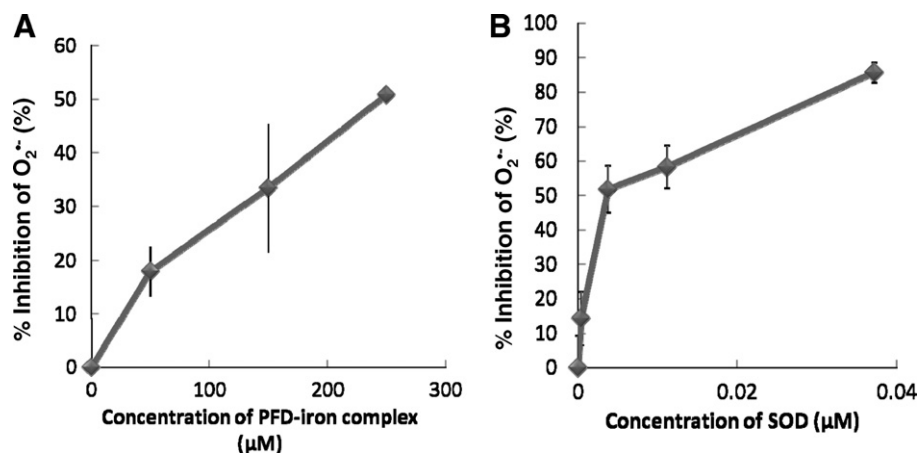 A
% Inhibition of O2•- (%)
60
50
40
30
20
10
0
0 100 200 300
Concentration of PFD-iron complex
(µM)
B
% Inhibition of O2•- (%)
100
90
80
70
60
50
40
30
20
10
0
0 0.02 0.04
Concentration of SOD (µM)